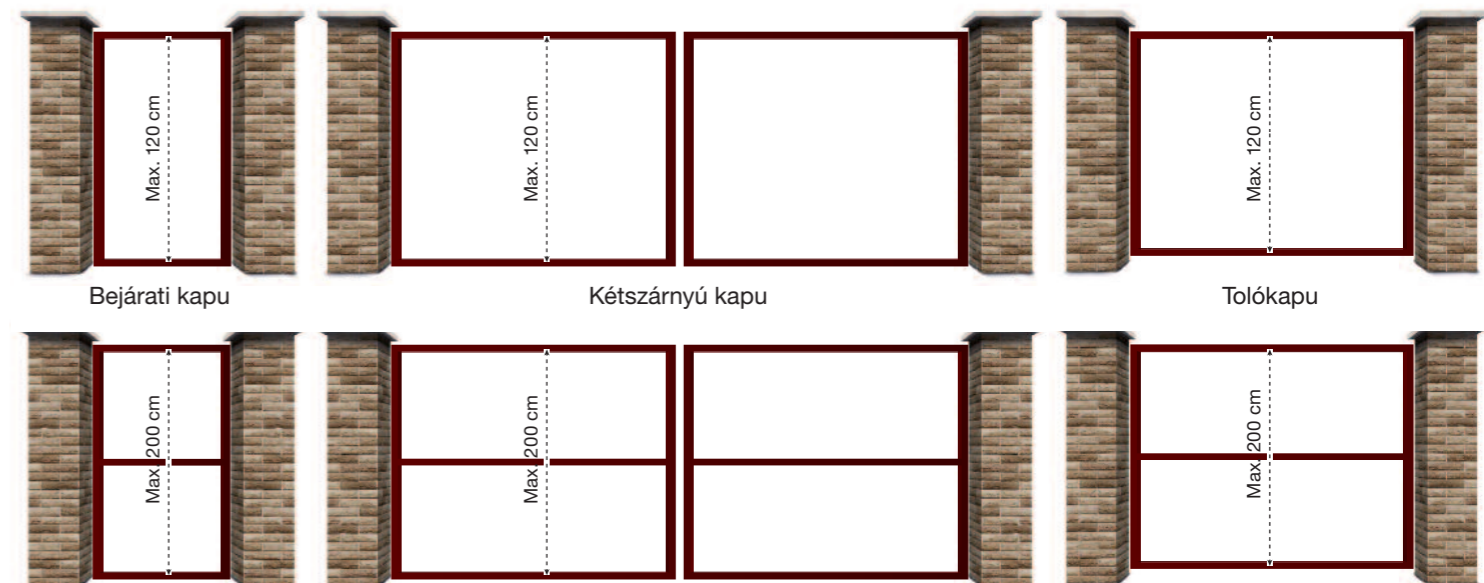 Max. 120 cm
Max. 120 cm
Max. 120 cm
Bejárati kapu
Kétszárnyú kapu
Tolókapu
Max. 200 cm
Max. 200 cm
Max. 200 cm